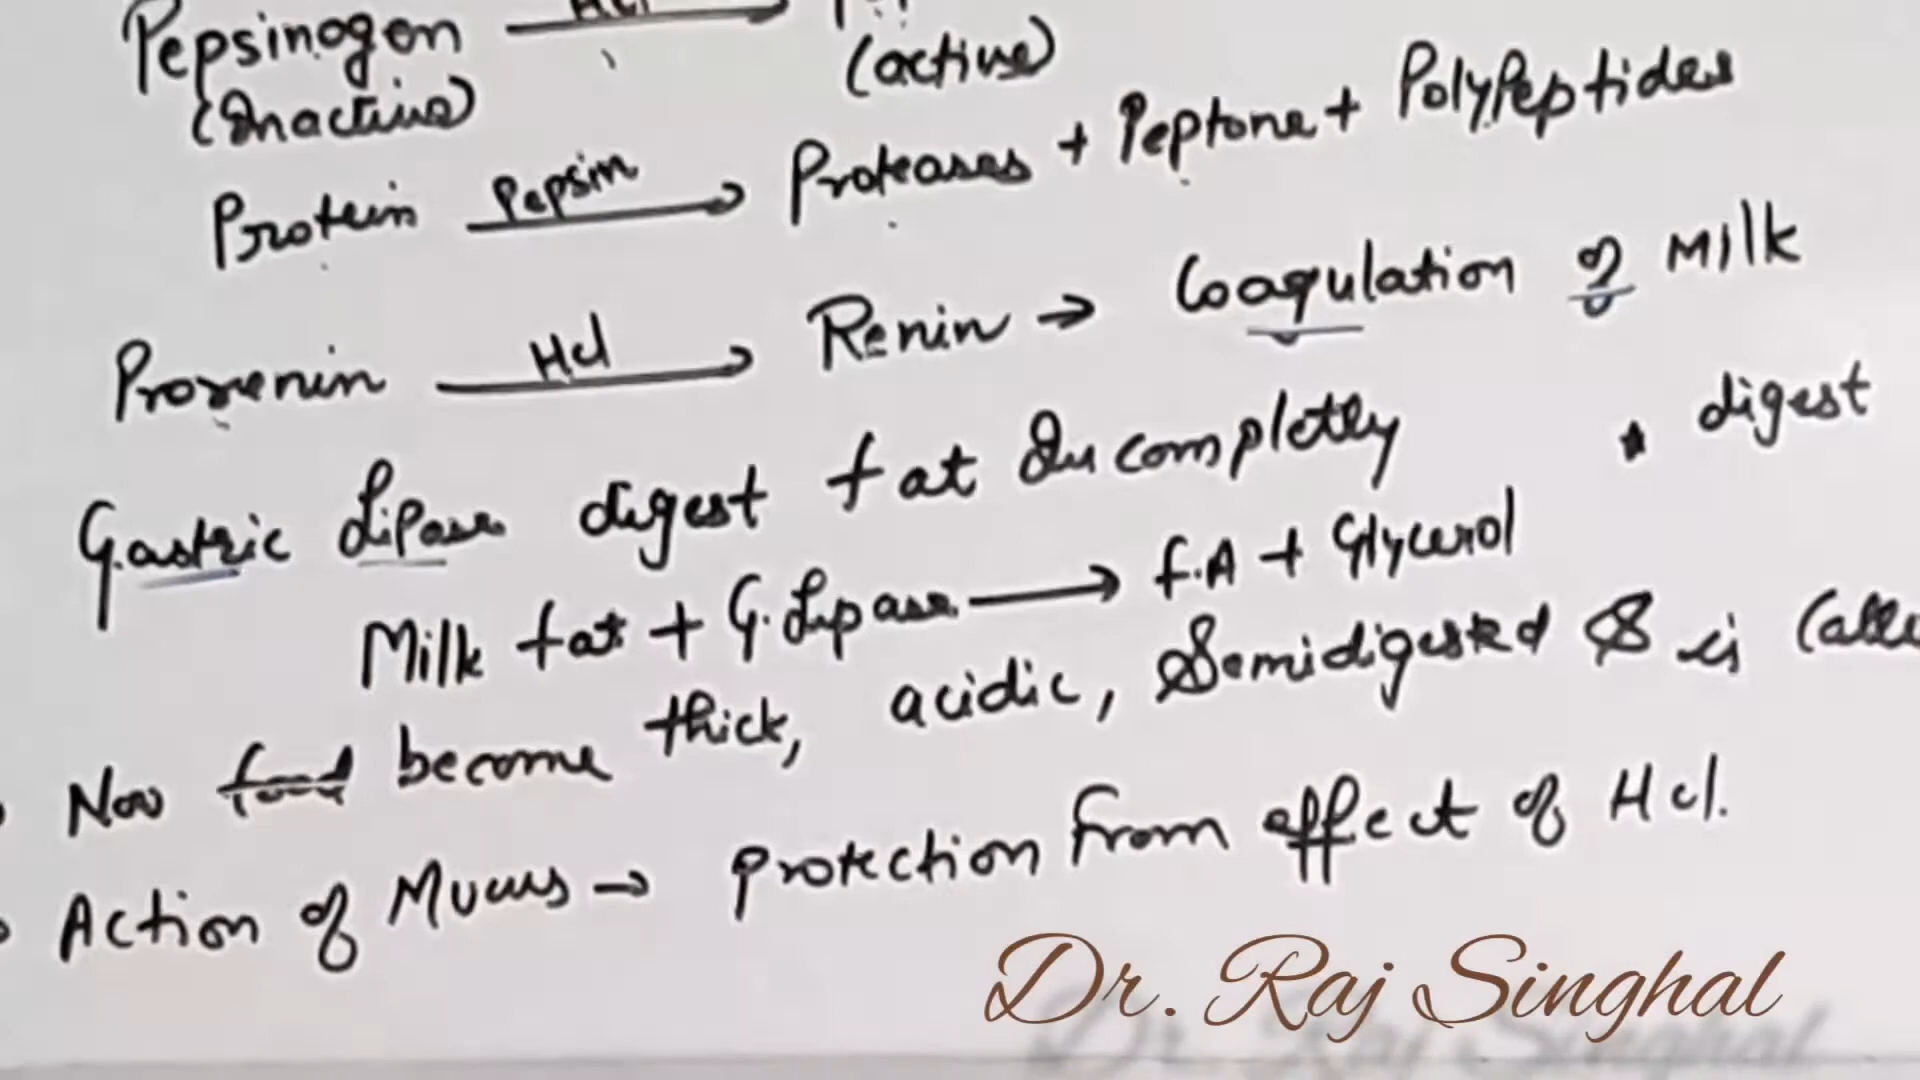 Pepsinogen HCl
(Inactive) (active)
Protein Pepsin → Proteases + Peptone + Polypeptides
Prorenin HCl → Renin → Coagulation of Milk
Gastric Lipase digest fat Incompletly * digest
Milk fat + G. Lipase → F.A + Glycerol
Now food become thick, acidic, Semidigested & is
Action of Mucus → Protection from effect of HCl.
Dr. Raj Singhal